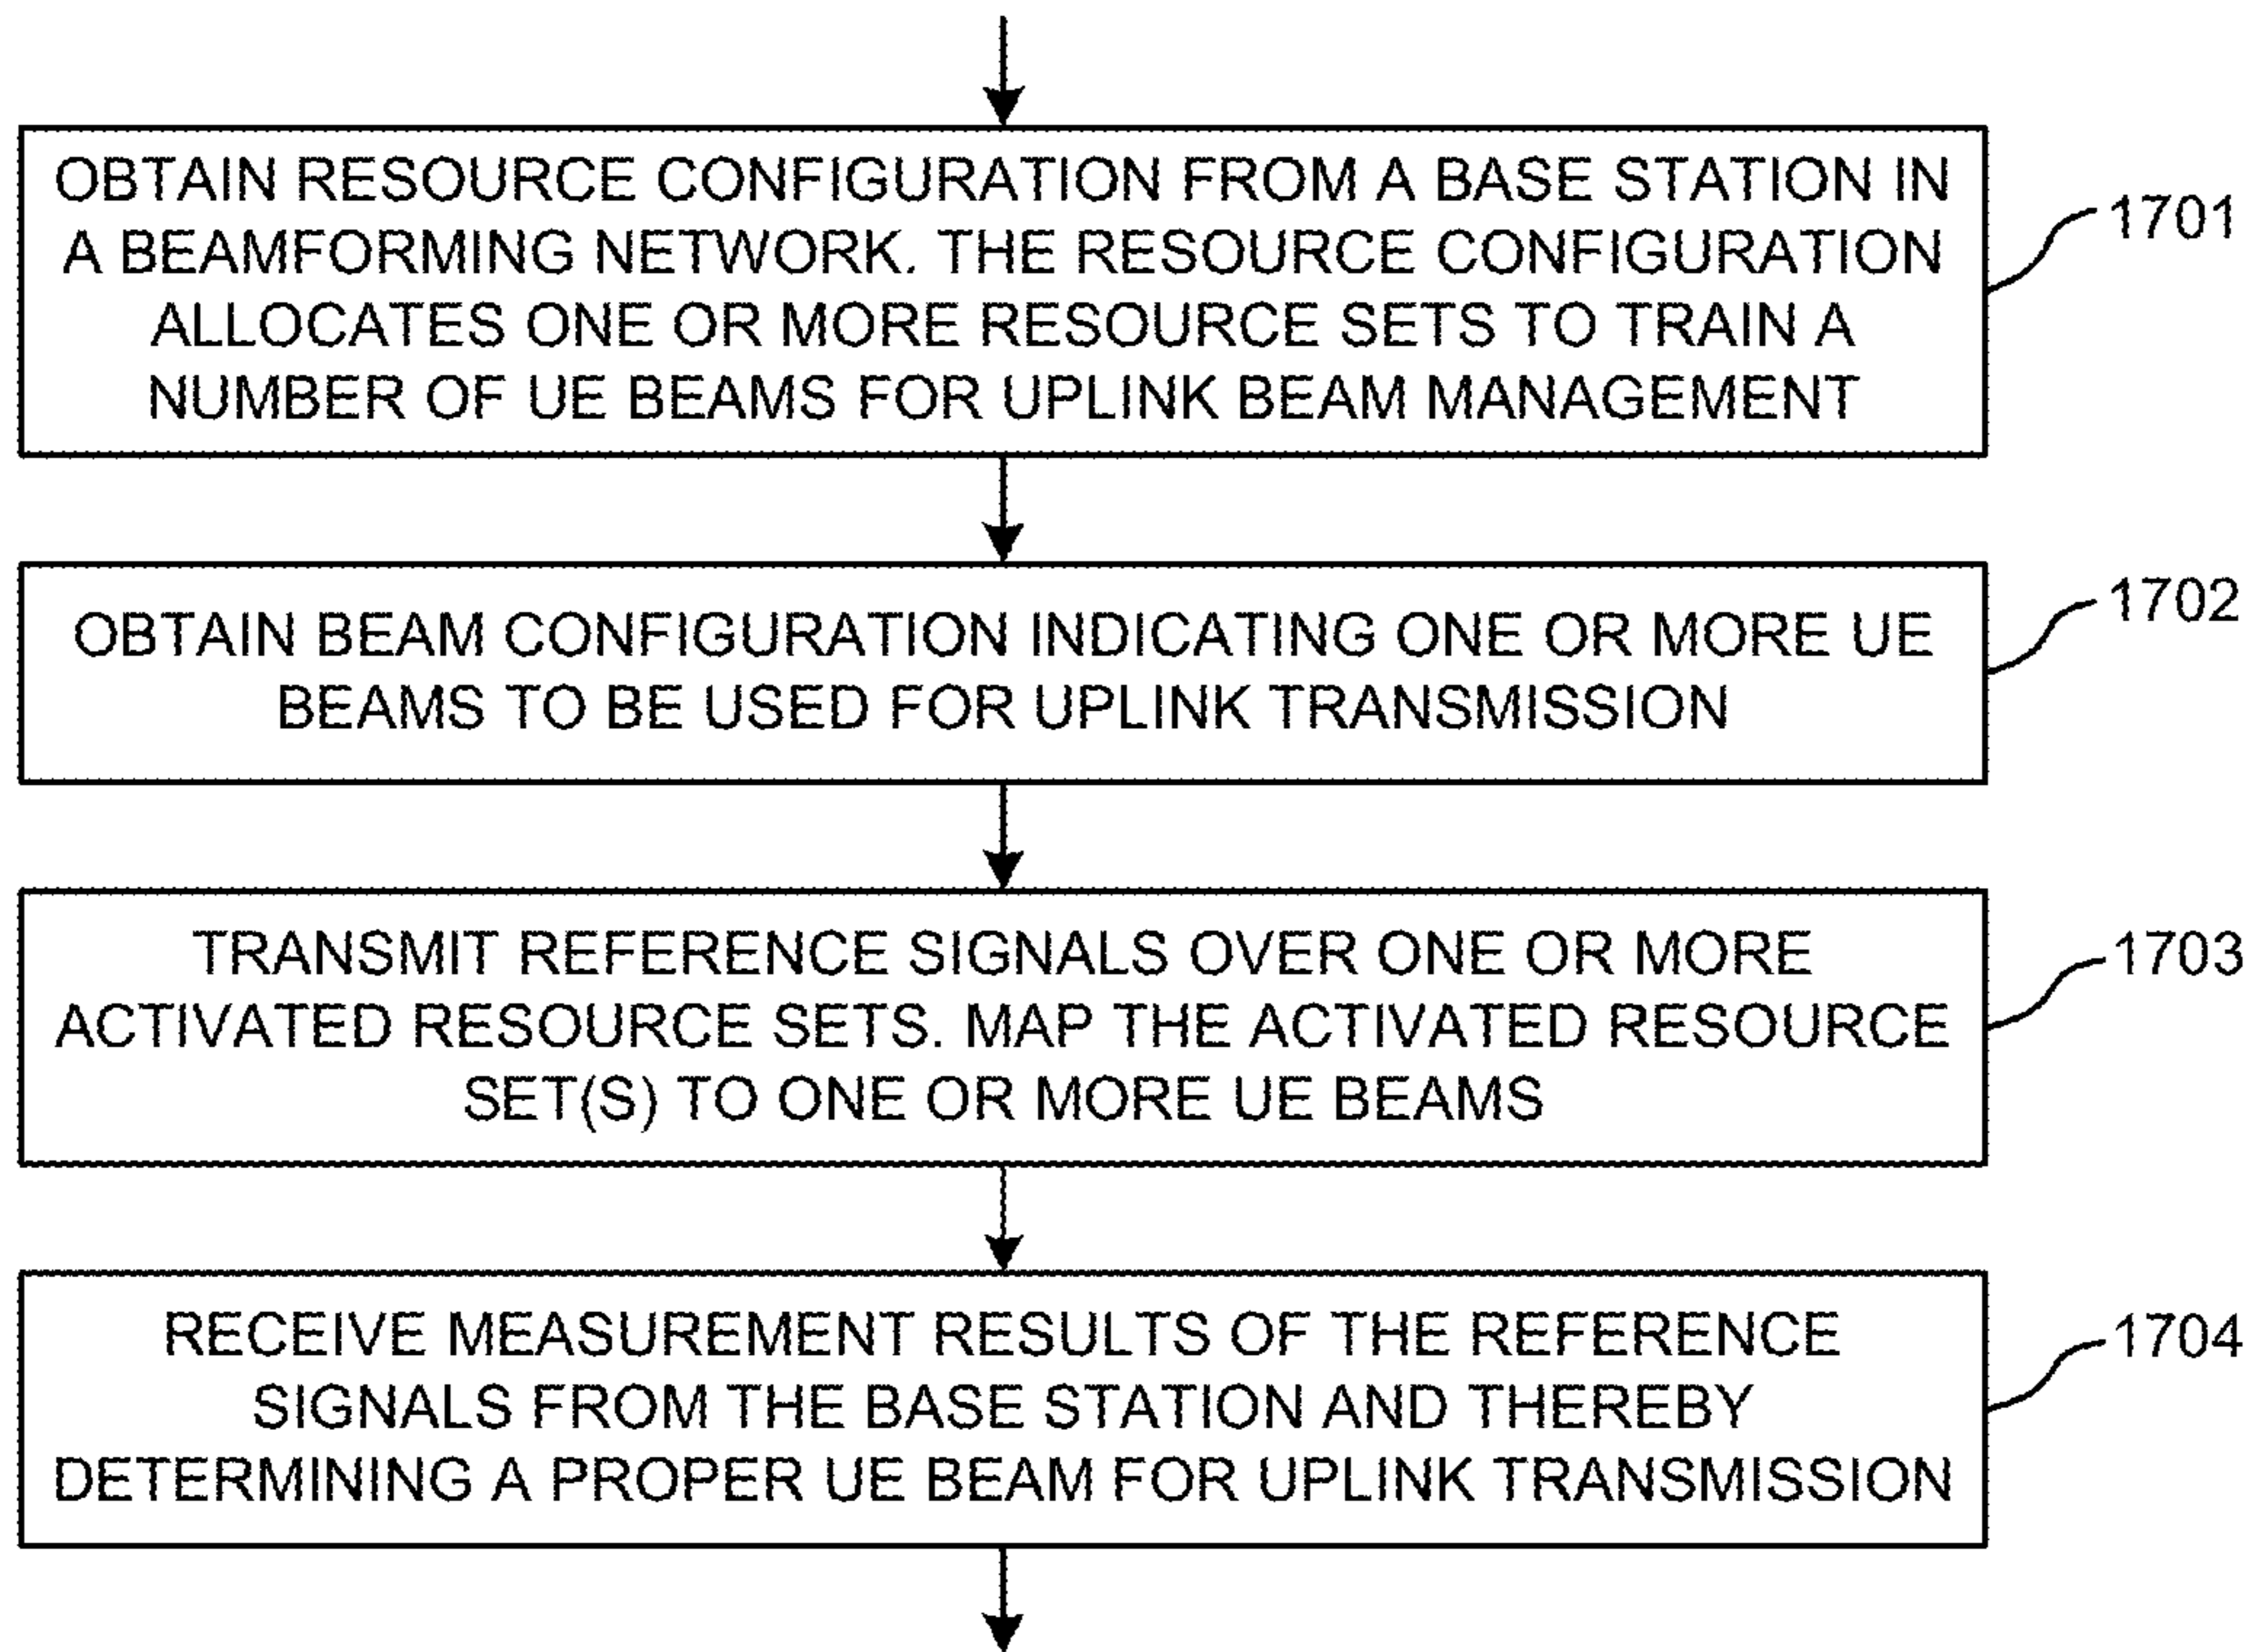 OBTAIN RESOURCE CONFIGURATION FROM A BASE STATION IN
A BEAMFORMING NETWORK. THE RESOURCE CONFIGURATION
ALLOCATES ONE OR MORE RESOURCE SETS TO TRAIN A
NUMBER OF UE BEAMS FOR UPLINK BEAM MANAGEMENT
1701
OBTAIN BEAM CONFIGURATION INDICATING ONE OR MORE UE
BEAMS TO BE USED FOR UPLINK TRANSMISSION
1702
TRANSMIT REFERENCE SIGNALS OVER ONE OR MORE
ACTIVATED RESOURCE SETS. MAP THE ACTIVATED RESOURCE
SET(S) TO ONE OR MORE UE BEAMS
1703
RECEIVE MEASUREMENT RESULTS OF THE REFERENCE
SIGNALS FROM THE BASE STATION AND THEREBY
DETERMINING A PROPER UE BEAM FOR UPLINK TRANSMISSION
1704